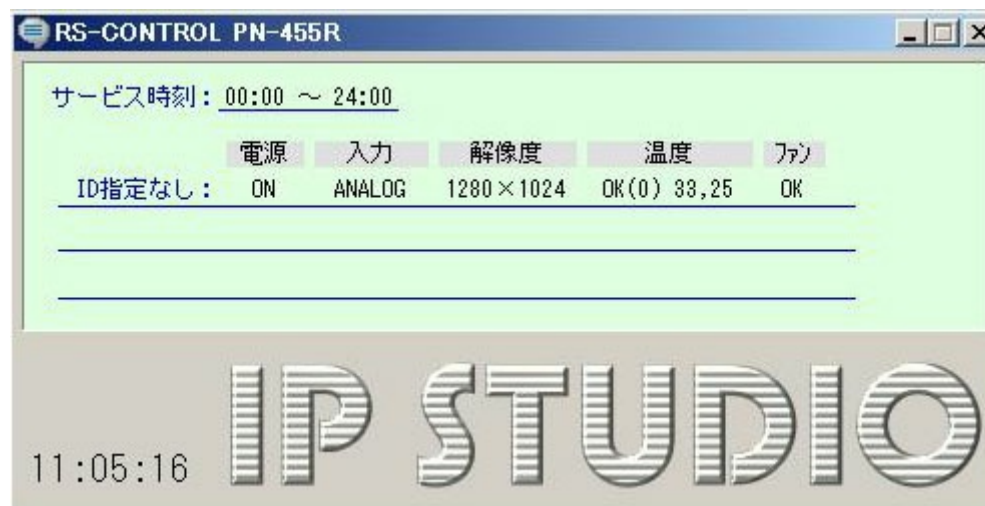 RS-CONTROL PN-455R
サービス時刻： 00:00 ～ 24:00
電源 入力 解像度 温度 ﾌｧﾝ
ID指定なし： ON ANALOG 1280×1024 OK(0) 33,25 OK
IP STUDIO
11:05:16